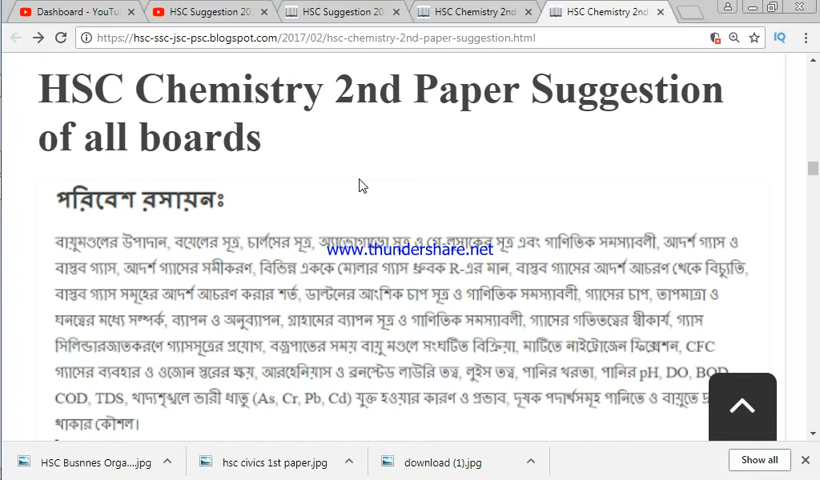 Dashboard - YouTu
HSC Suggestion 20
HSC Suggestion 20
HSC Chemistry 2nd
HSC Chemistry 2nd
https://hsc-ssc-jsc-psc.blogspot.com/2017/02/hsc-chemistry-2nd-paper-suggestion.html
IQ
HSC Chemistry 2nd Paper Suggestion
of all boards
পরিবেশ রসায়নঃ
বায়ুমণ্ডলের উপাদান, বয়েলের সূত্র, চার্লসের সূত্র, অ্যাভোগাড্রো সূত্র ও গে-লুসাকের সূত্র এবং গাণিতিক সমস্যাবলী, আদর্শ গ্যাস ও
www.thundershare.net
বাস্তব গ্যাস, আদর্শ গ্যাসের সমীকরণ, বিভিন্ন এককে মোলার গ্যাস ধ্রুবক R-এর মান, বাস্তব গ্যাসের আদর্শ আচরণ থেকে বিচ্যুতি,
বাস্তব গ্যাস সমূহের আদর্শ আচরণ করার শর্ত, ডাল্টনের আংশিক চাপ সূত্র ও গাণিতিক সমস্যাবলী, গ্যাসের চাপ, তাপমাত্রা ও
ঘনত্বের মধ্যে সম্পর্ক, ব্যাপন ও অনুব্যাপন, গ্রাহামের ব্যাপন সূত্র ও গাণিতিক সমস্যাবলী, গ্যাসের গতিতত্ত্বের স্বীকার্য, গ্যাস
সিলিন্ডারজাতকরণে গ্যাসসূত্রের প্রয়োগ, বজ্রপাতের সময় বায়ু মণ্ডলে সংঘটিত বিক্রিয়া, মাটিতে নাইট্রোজেন ফিক্সেশন, CFC
গ্যাসের ব্যবহার ও ওজোন স্তরের ক্ষয়, আরহেনিয়াস ও ব্রনস্টেড লাউরি তত্ব, লুইস তত্ব, পানির খরতা, পানির pH, DO, BOD,
COD, TDS, খাদ্যশৃঙ্খলে ভারী ধাতু (As, Cr, Pb, Cd) যুক্ত হওয়ার কারণ ও প্রভাব, দূষক পদার্থসমূহ পানিতে ও বায়ুতে
থাকার কৌশল।
HSC Busnnes Orga....jpg
hsc civics 1st paper.jpg
download (1).jpg
Show all